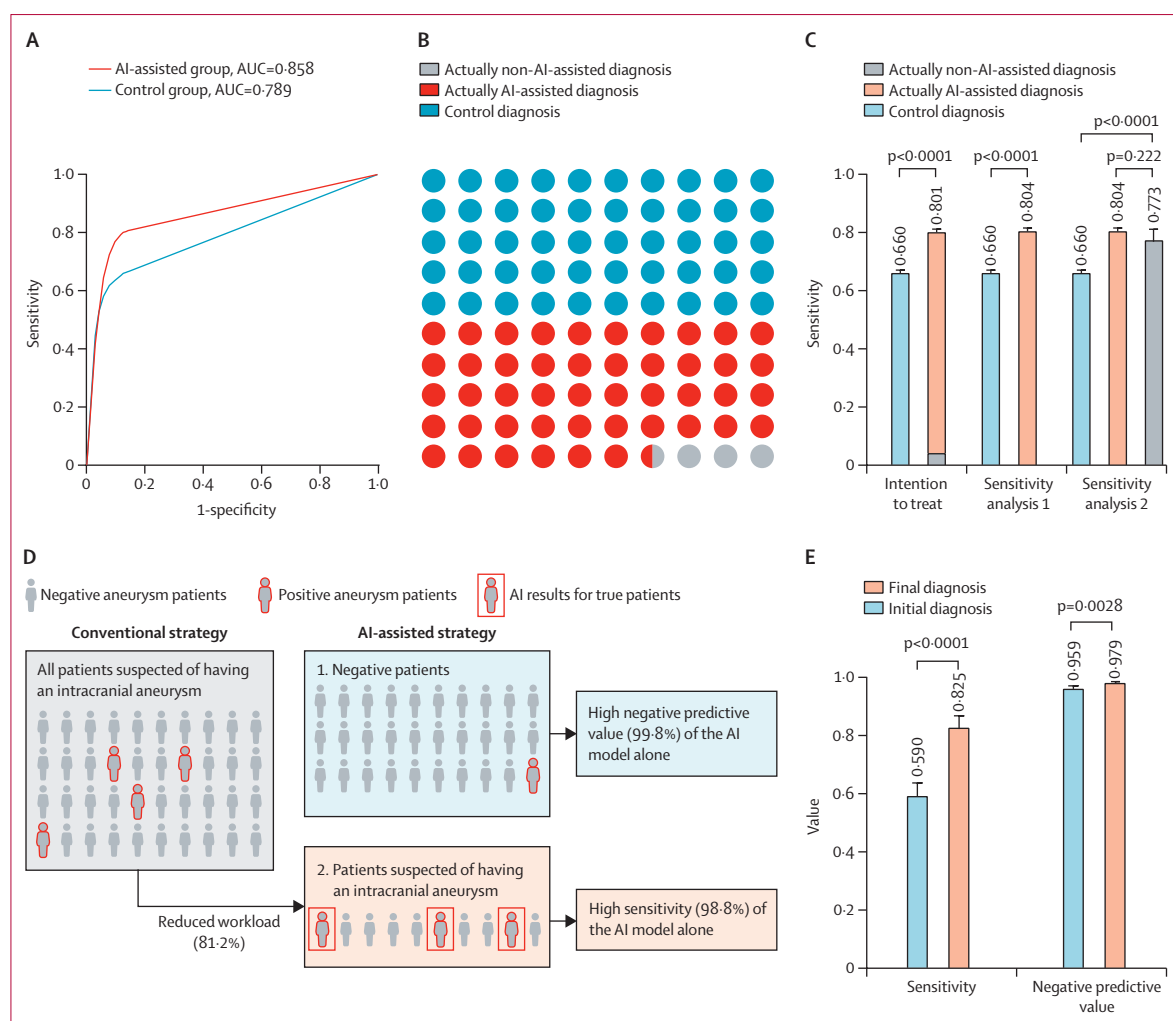 A
AI-assisted group, AUC=0·858
Control group, AUC=0·789
1·0
0·8
0·6
0·4
0·2
0
Sensitivity
0
0·2
0·4
0·6
0·8
1·0
1-specificity
B
Actually non-AI-assisted diagnosis
Actually AI-assisted diagnosis
Control diagnosis
C
Actually non-AI-assisted diagnosis
Actually AI-assisted diagnosis
Control diagnosis
p<0·0001
p<0·0001
p<0·0001
p=0·222
1·0
0·8
0·6
0·4
0·2
0
Sensitivity
0·660
0·801
0·660
0·804
0·660
0·804
0·773
Intention
to treat
Sensitivity
analysis 1
Sensitivity
analysis 2
D
Negative aneurysm patients
Positive aneurysm patients
AI results for true patients
Conventional strategy
All patients suspected of having
an intracranial aneurysm
Reduced workload
(81·2%)
AI-assisted strategy
1. Negative patients
High negative predictive
value (99·8%) of the AI
model alone
2. Patients suspected of having
an intracranial aneurysm
High sensitivity (98·8%) of
the AI model alone
E
Final diagnosis
Initial diagnosis
p<0·0001
p=0·0028
1·0
0·8
0·6
0·4
0·2
0
Value
0·590
0·825
0·959
0·979
Sensitivity
Negative predictive
value